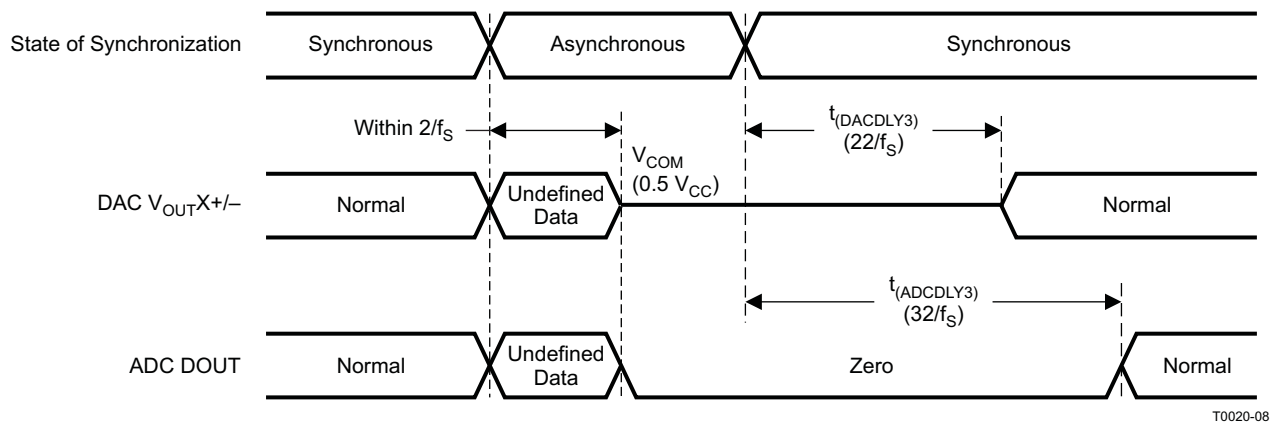 State of Synchronization Synchronous Asynchronous Synchronous
Within 2/fS
t(DACDLY3)
(22/fS)
VCOM
(0.5 VCC)
DAC VOUTX+/– Normal Undefined
Data Normal
t(ADCDLY3)
(32/fS)
ADC DOUT Normal Undefined
Data Zero Normal
T0020-08